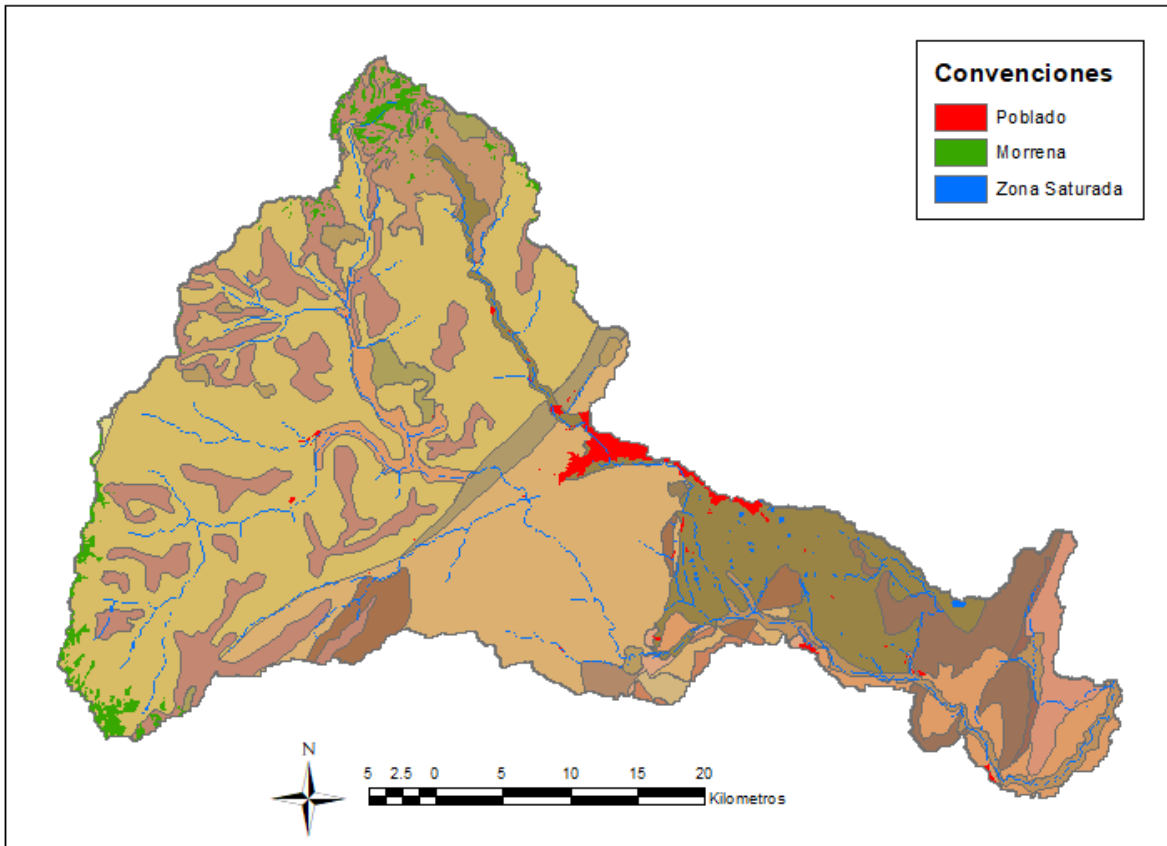 Convenciones
Poblado
Morrena
Zona Saturada
N
5 2.5 0 5 10 15 20
Kilometros